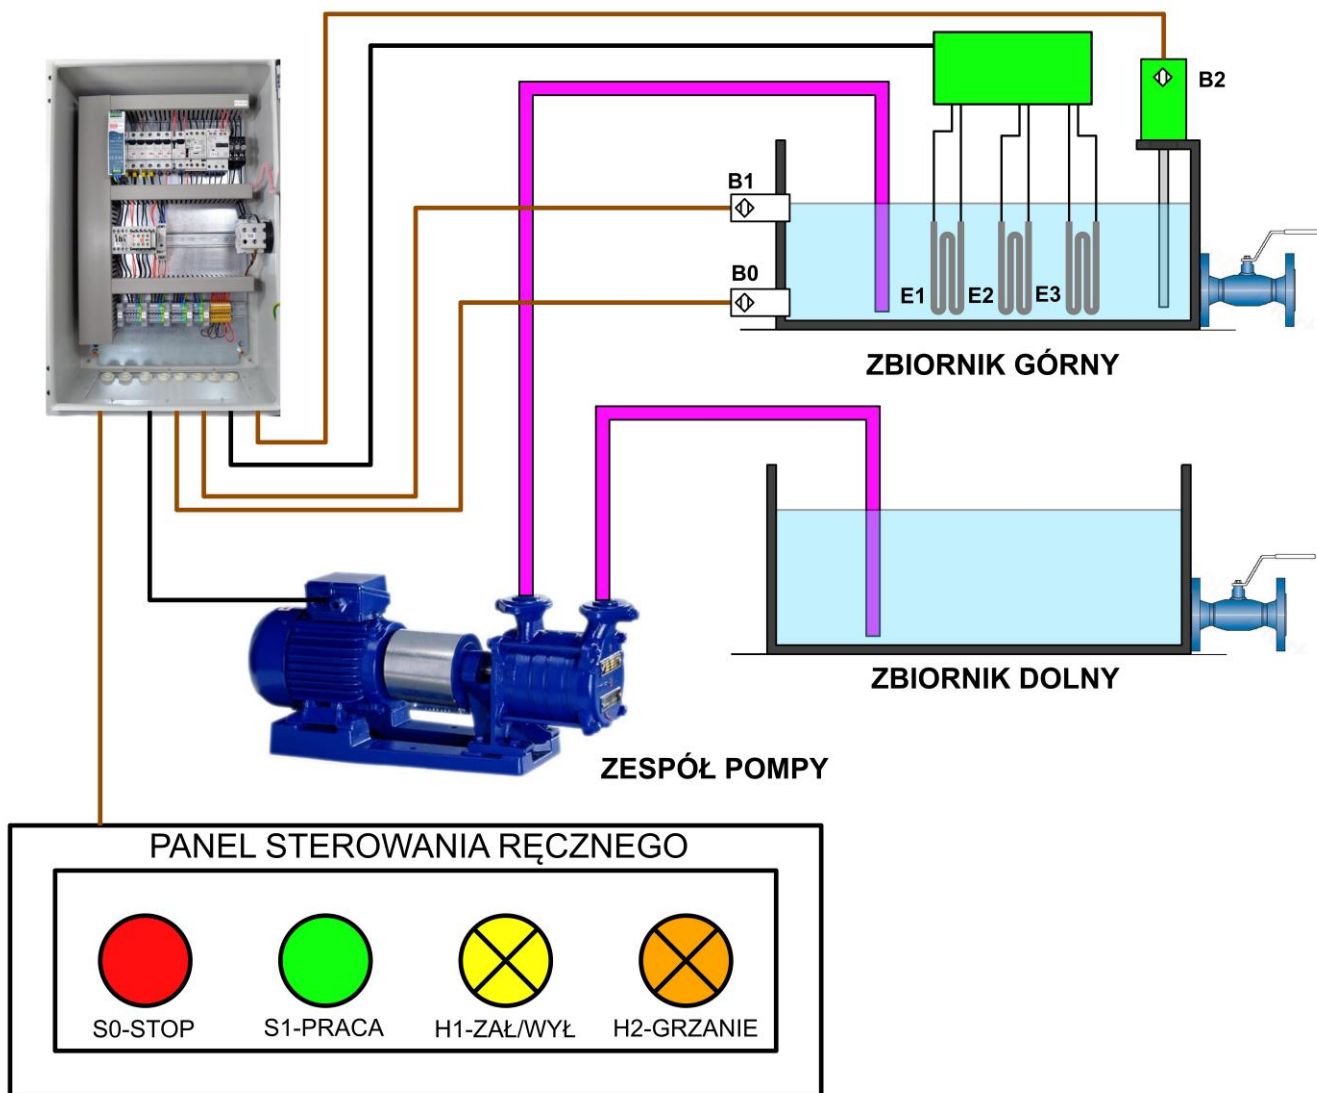 B2
B1
B0
E1
E2
E3
ZBIORNIK GÓRNY
ZBIORNIK DOLNY
ZESPÓŁ POMPY
PANEL STEROWANIA RĘCZNEGO
S0-STOP
S1-PRACA
H1-ZAŁ/WYŁ
H2-GRZANIE